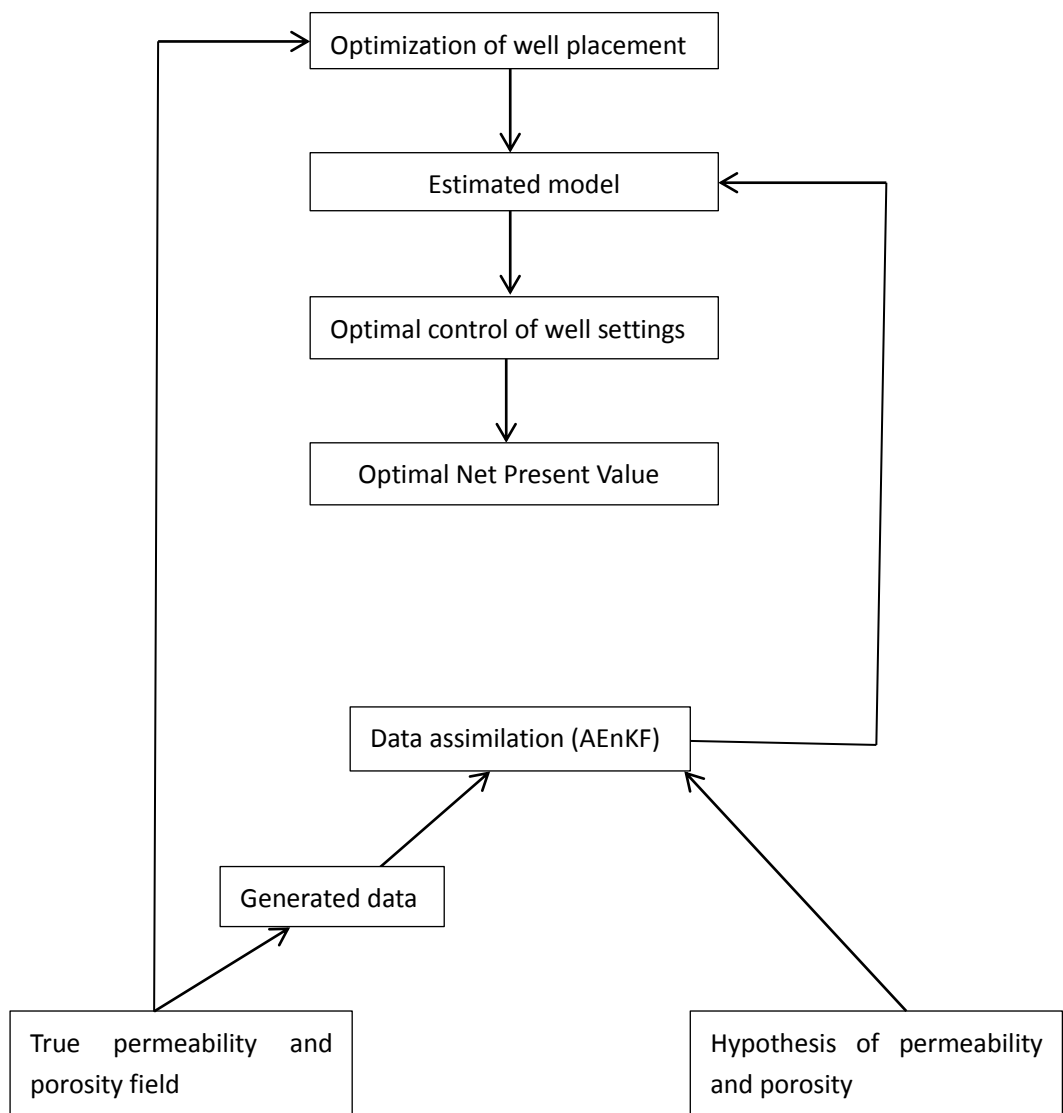 Optimization of well placement
Estimated model
Optimal control of well settings
Optimal Net Present Value
Data assimilation (AEnKF)
Generated data
True permeability and
porosity field
Hypothesis of permeability
and porosity